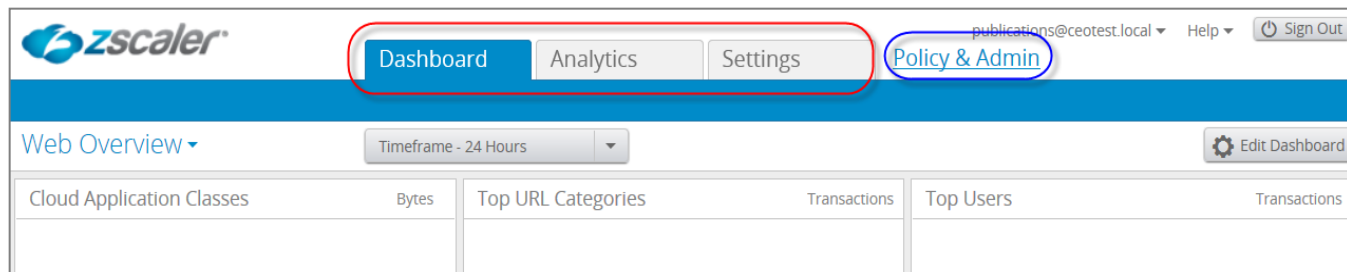 zscaler
publications@ceotest.local Help Sign Out
Dashboard Analytics Settings Policy & Admin
Web Overview Timeframe - 24 Hours Edit Dashboard
Cloud Application Classes Bytes Top URL Categories Transactions Top Users Transactions